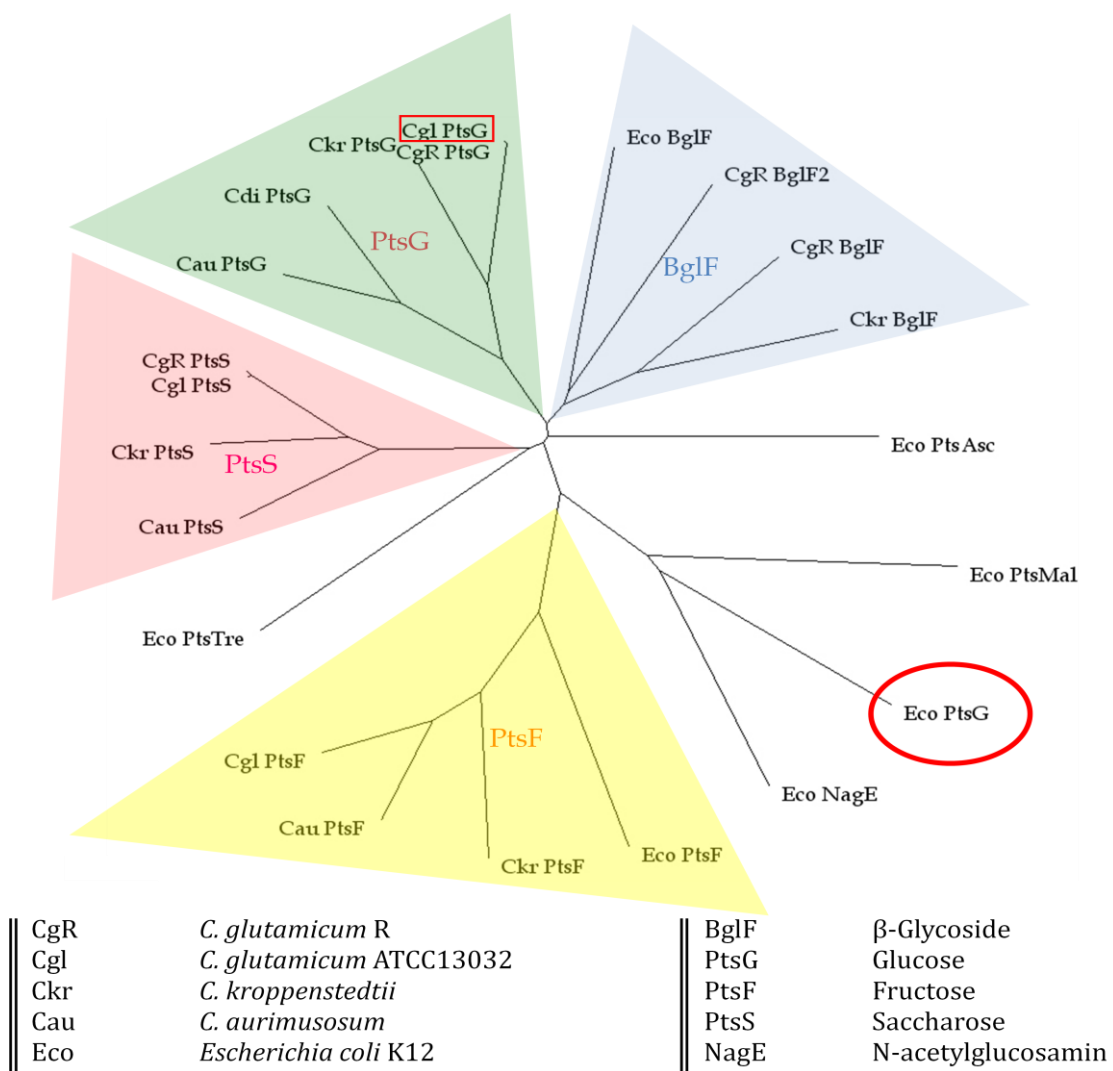 Cgl PtsG
Ckr PtsG
CgR PtsG
Cdi PtsG
PtsG
Cau PtsG
Eco BglF
CgR BglF2
CgR BglF
BglF
Ckr BglF
CgR PtsS
Cgl PtsS
Ckr PtsS
PtsS
Cau PtsS
Eco PtsAsc
Eco PtsMal
Eco PtsTre
Eco PtsG
PtsF
Cgl PtsF
Eco NagE
Cau PtsF
Ckr PtsF
Eco PtsF
CgR C. glutamicum R
Cgl C. glutamicum ATCC13032
Ckr C. kroppenstedtii
Cau C. aurimusosum
Eco Escherichia coli K12
BglF β-Glycoside
PtsG Glucose
PtsF Fructose
PtsS Saccharose
NagE N-acetylglucosamin